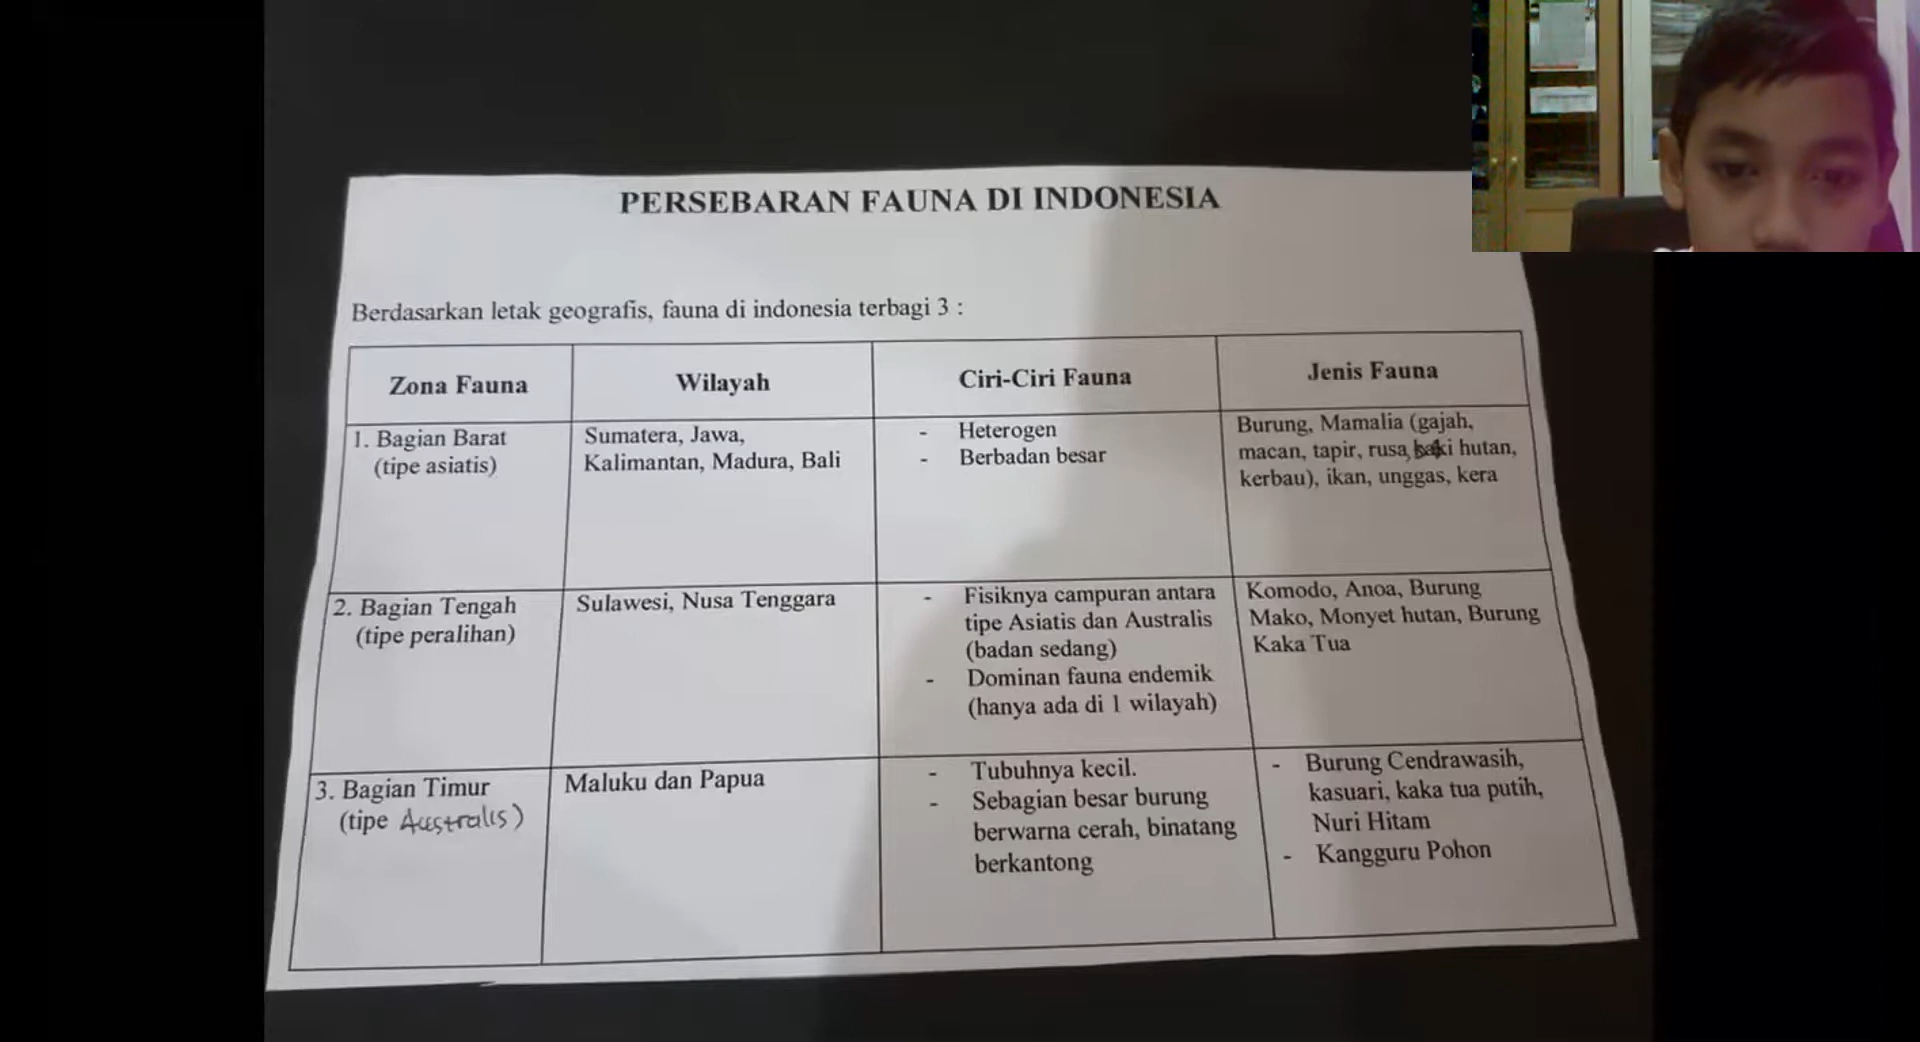 PERSEBARAN FAUNA DI INDONESIA
Berdasarkan letak geografis, fauna di indonesia terbagi 3 :
Zona Fauna
Wilayah
Ciri-Ciri Fauna
Jenis Fauna
1. Bagian Barat
(tipe asiatis)
Sumatera, Jawa,
Kalimantan, Madura, Bali
- Heterogen
- Berbadan besar
Burung, Mamalia (gajah,
macan, tapir, rusa, hutan,
kerbau), ikan, unggas, kera
2. Bagian Tengah
(tipe peralihan)
Sulawesi, Nusa Tenggara
- Fisiknya campuran antara
tipe Asiatis dan Australis
(badan sedang)
- Dominan fauna endemik
(hanya ada di 1 wilayah)
Komodo, Anoa, Burung
Mako, Monyet hutan, Burung
Kaka Tua
3. Bagian Timur
(tipe Australis)
Maluku dan Papua
- Tubuhnya kecil.
- Sebagian besar burung
berwarna cerah, binatang
berkantong
- Burung Cendrawasih,
kasuari, kaka tua putih,
Nuri Hitam
- Kangguru Pohon